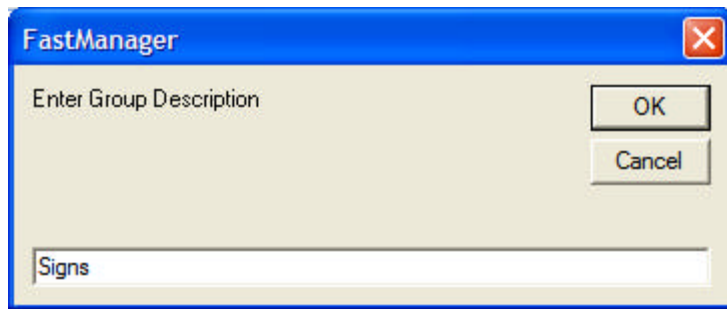 FastManager
Enter Group Description
OK
Cancel
Signs